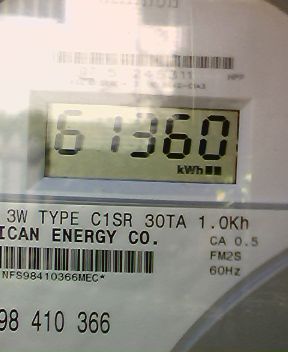 61360
kWh
3W TYPE C1SR 30TA 1.0Kh
ICAN ENERGY CO.
CA 0.5
FM2S
NFS98410366MEC*
60Hz
98 410 366